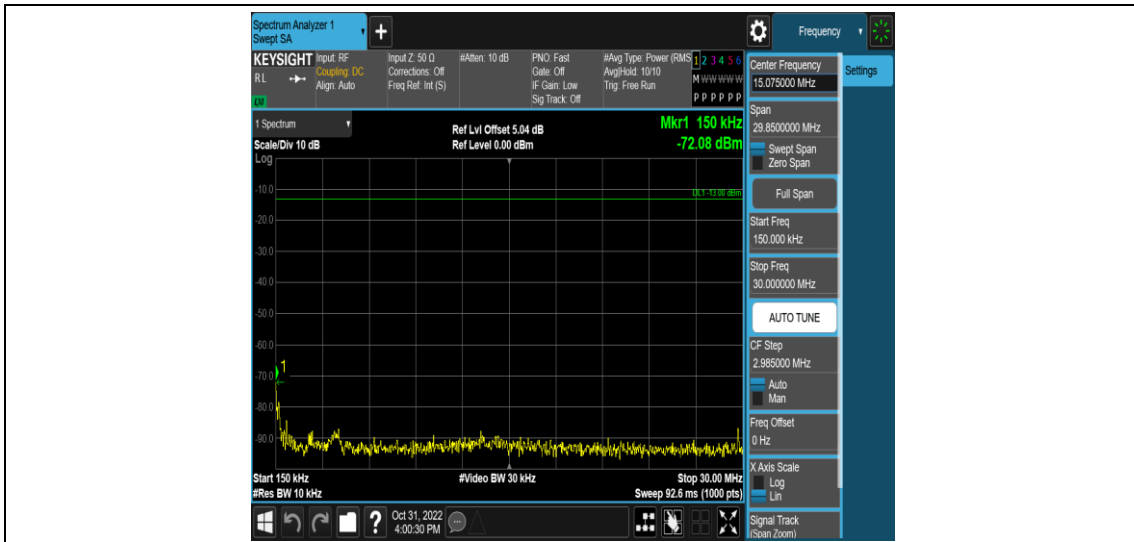 Spectrum Analyzer 1
Swept SA
+
Frequency
KEYSIGHT
RL
Input: RF
Coupling: DC
Align: Auto
Input Z: 50 Ω
Corrections: Off
Freq Ref: Int (S)
#Atten: 10 dB
PNO: Fast
Gate: Off
IF Gain: Low
Sig Track: Off
#Avg Type: Power (RMS
Avg|Hold: 10/10
Trig: Free Run
1 2 3 4 5 6
M W W W W W
P P P P P P
1 Spectrum
Scale/Div 10 dB
Log
Ref Lvl Offset 5.04 dB
Ref Level 0.00 dBm
Mkr1 150 kHz
-72.08 dBm
DL1 -13.00 dBm
-10.0
-20.0
-30.0
-40.0
-50.0
-60.0
1
-70.0
-80.0
-90.0
Start 150 kHz
#Res BW 10 kHz
#Video BW 30 kHz
Stop 30.00 MHz
Sweep 92.6 ms (1000 pts)
Oct 31, 2022
4:00:30 PM
Center Frequency
15.075000 MHz
Settings
Span
29.8500000 MHz
Swept Span
Zero Span
Full Span
Start Freq
150.000 kHz
Stop Freq
30.000000 MHz
AUTO TUNE
CF Step
2.985000 MHz
Auto
Man
Freq Offset
0 Hz
X Axis Scale
Log
Lin
Signal Track
(Span Zoom)